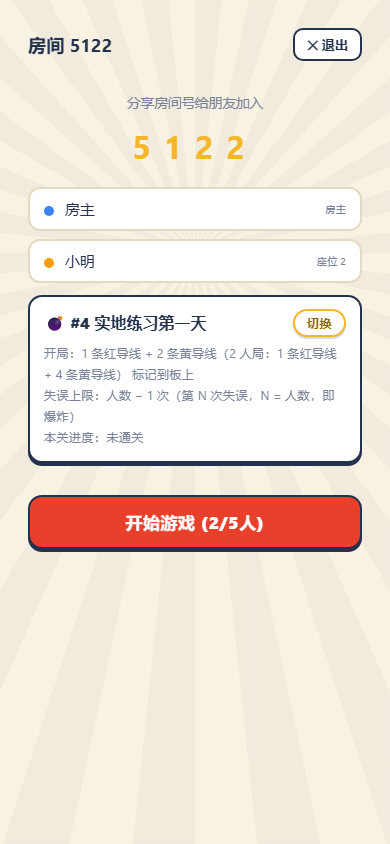 房间 5122
✕ 退出
分享房间号给朋友加入
5 1 2 2
房主
房主
小明
座位 2
#4 实地练习第一天
切换
开局：1 条红导线 + 2 条黄导线（2 人局：1 条红导线
+ 4 条黄导线） 标记到板上
失误上限：人数 − 1 次（第 N 次失误，N = 人数，即
爆炸）
本关进度：未通关
开始游戏 (2/5人)